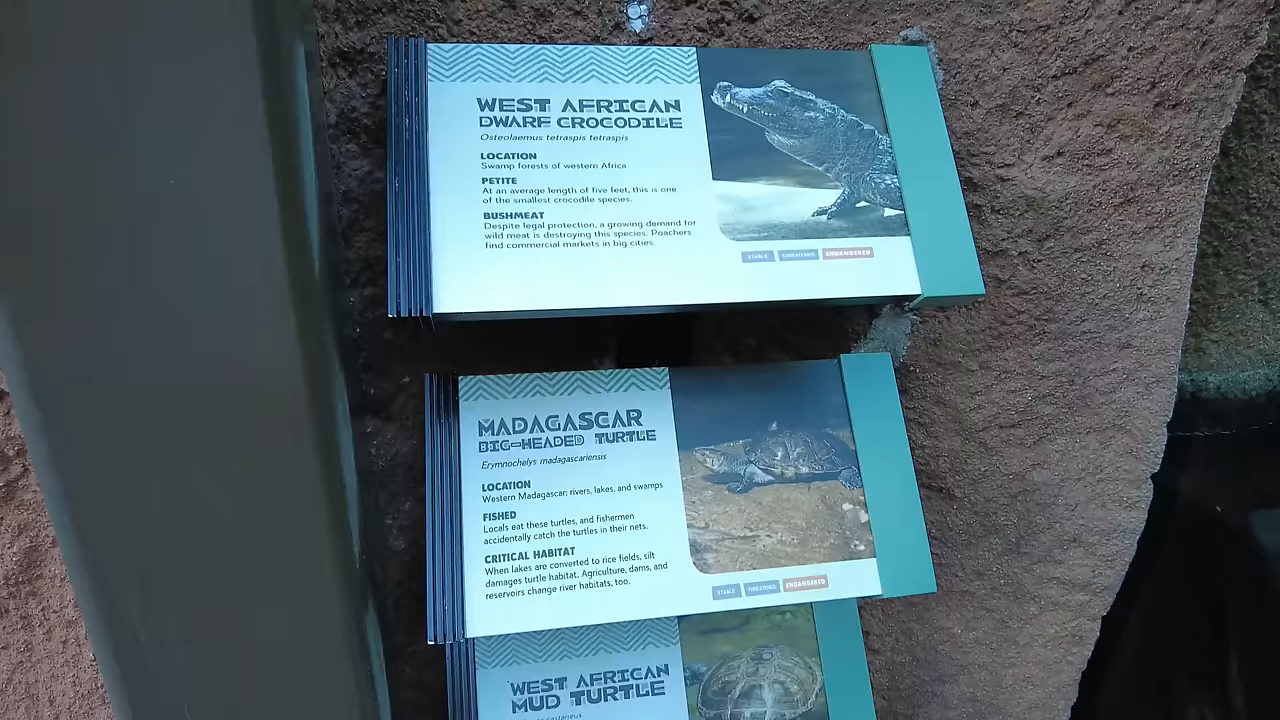 WEST AFRICAN
DWARF CROCODILE
Osteolaemus tetraspis tetraspis
LOCATION
Swamp forests of western Africa
PETITE
At an average length of five feet, this is one
of the smallest crocodile species.
BUSHMEAT
Despite legal protection, a growing demand for
wild meat is destroying this species. Poachers
find commercial markets in big cities.
STABLE THREATENED ENDANGERED
MADAGASCAR
BIG-HEADED TURTLE
Erymnochelys madagascariensis
LOCATION
Western Madagascar: rivers, lakes, and swamps
FISHED
Locals eat these turtles, and fishermen
accidentally catch the turtles in their nets.
CRITICAL HABITAT
When lakes are converted to rice fields, silt
damages turtle habitat. Agriculture, dams, and
reservoirs change river habitats, too.
STABLE THREATENED ENDANGERED
WEST AFRICAN
MUD TURTLE
castaneus